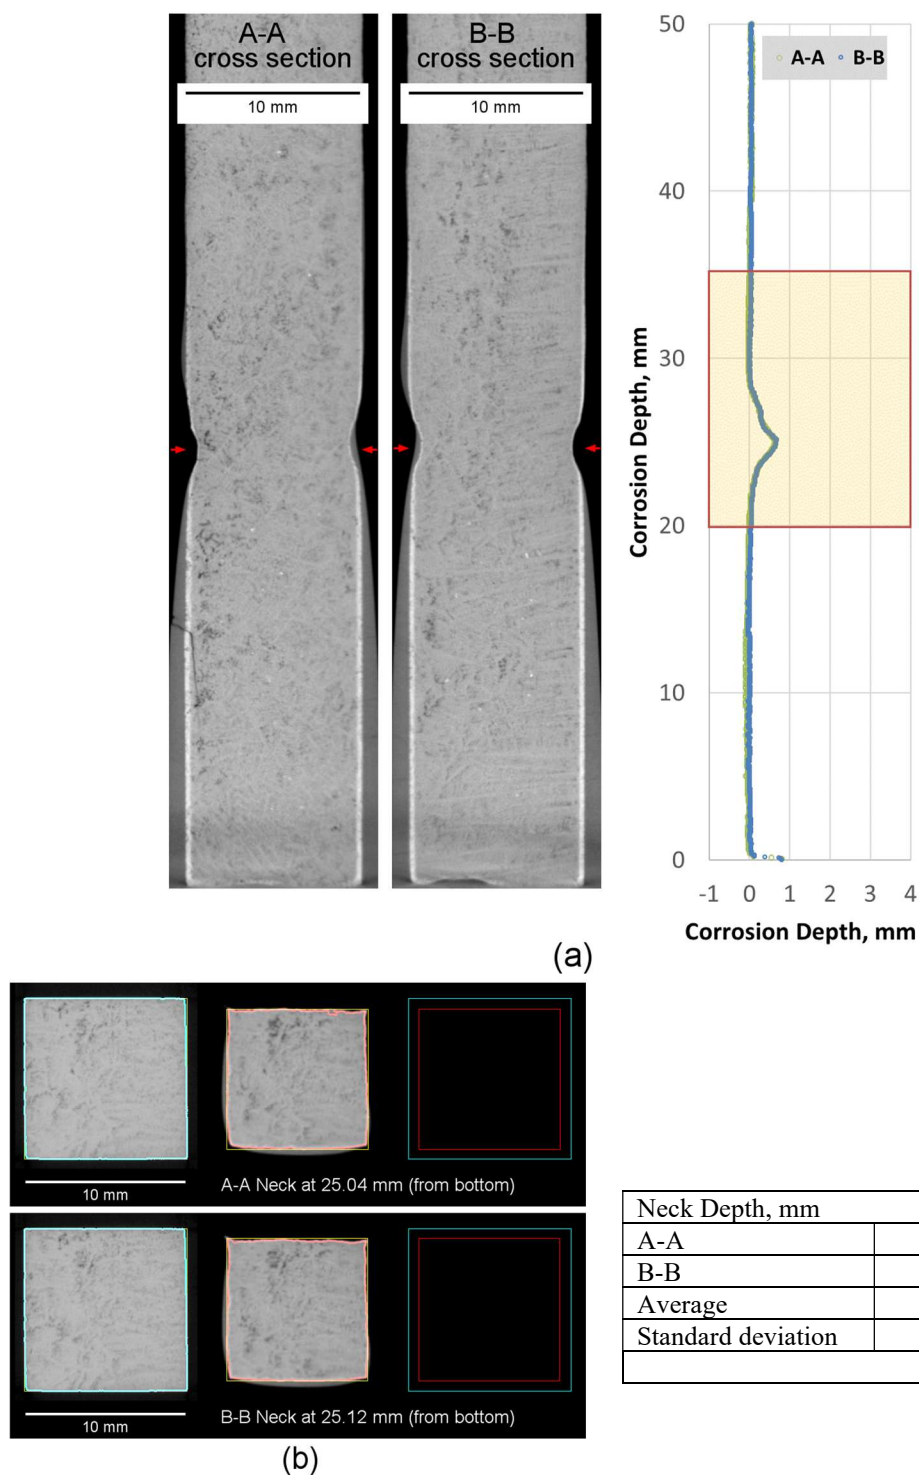 A-A
cross section
10 mm
B-B
cross section
10 mm
A-A B-B
50
40
30
20
10
0
Corrosion Depth, mm
-1 0 1 2 3 4
Corrosion Depth, mm
(a)
10 mm
A-A Neck at 25.04 mm (from bottom)
10 mm
B-B Neck at 25.12 mm (from bottom)
(b)
Neck Depth, mm
A-A
B-B
Average
Standard deviation